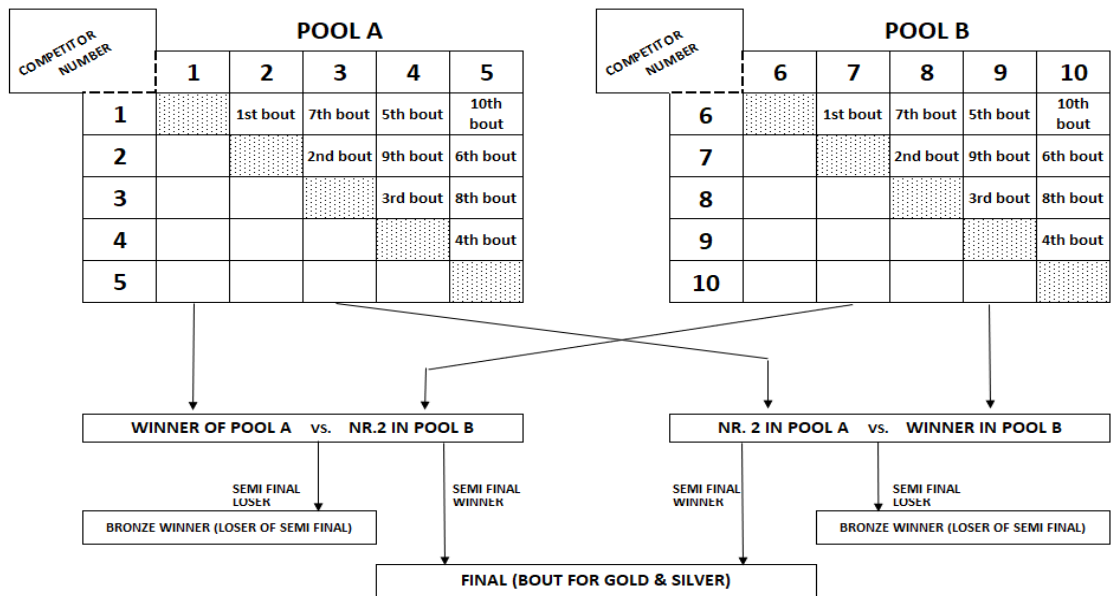 POOL A
COMPETITOR
NUMBER
1 2 3 4 5
1 1st bout 7th bout 5th bout 10th bout
2 2nd bout 9th bout 6th bout
3 3rd bout 8th bout
4 4th bout
5
POOL B
COMPETITOR
NUMBER
6 7 8 9 10
6 1st bout 7th bout 5th bout 10th bout
7 2nd bout 9th bout 6th bout
8 3rd bout 8th bout
9 4th bout
10
WINNER OF POOL A vs. NR.2 IN POOL B
NR. 2 IN POOL A vs. WINNER IN POOL B
SEMI FINAL
LOSER
SEMI FINAL
WINNER
SEMI FINAL
WINNER
SEMI FINAL
LOSER
BRONZE WINNER (LOSER OF SEMI FINAL)
BRONZE WINNER (LOSER OF SEMI FINAL)
FINAL (BOUT FOR GOLD & SILVER)